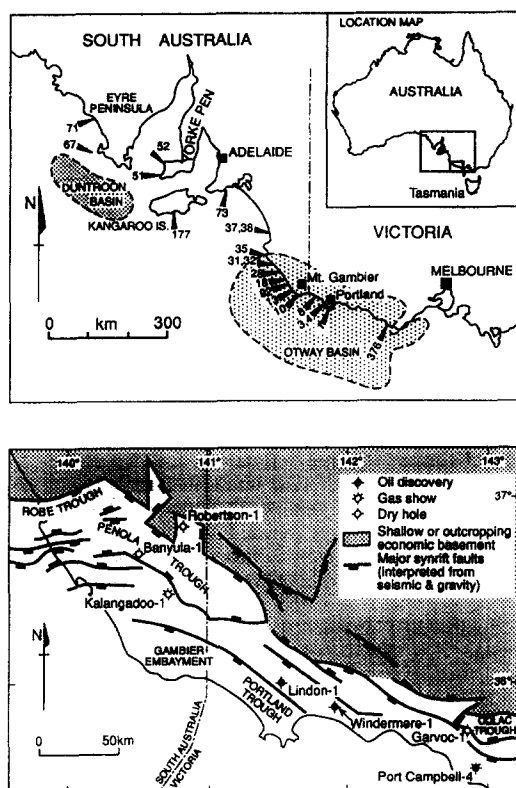 SOUTH AUSTRALIA
LOCATION MAP
AUSTRALIA
Tasmania
EYRE
PENINSULA
YORKE PEN
71
67
52
51
ADELAIDE
DUNTROON
BASIN
KANGAROO IS.
177
73
N
37,38
VICTORIA
35
31,32
Mt. Gambier
MELBOURNE
Portland
0 300
km
OTWAY BASIN
140°
141°
142°
143°
37°
38°
ROBE TROUGH
PENOLA
TROUGH
Robertson-1
Banyula-1
Kalangadoo-1
Oil discovery
Gas show
Dry hole
Shallow or outcropping
economic basement
Major synrift faults
(interpreted from
seismic & gravity)
N
GAMBIER
EMBAYMENT
PORTLAND
TROUGH
Lindon-1
Windermere-1
Garvoc-1
COLAC
TROUGH
Port Campbell-4
0 50km
SOUTH AUSTRALIA
VICTORIA